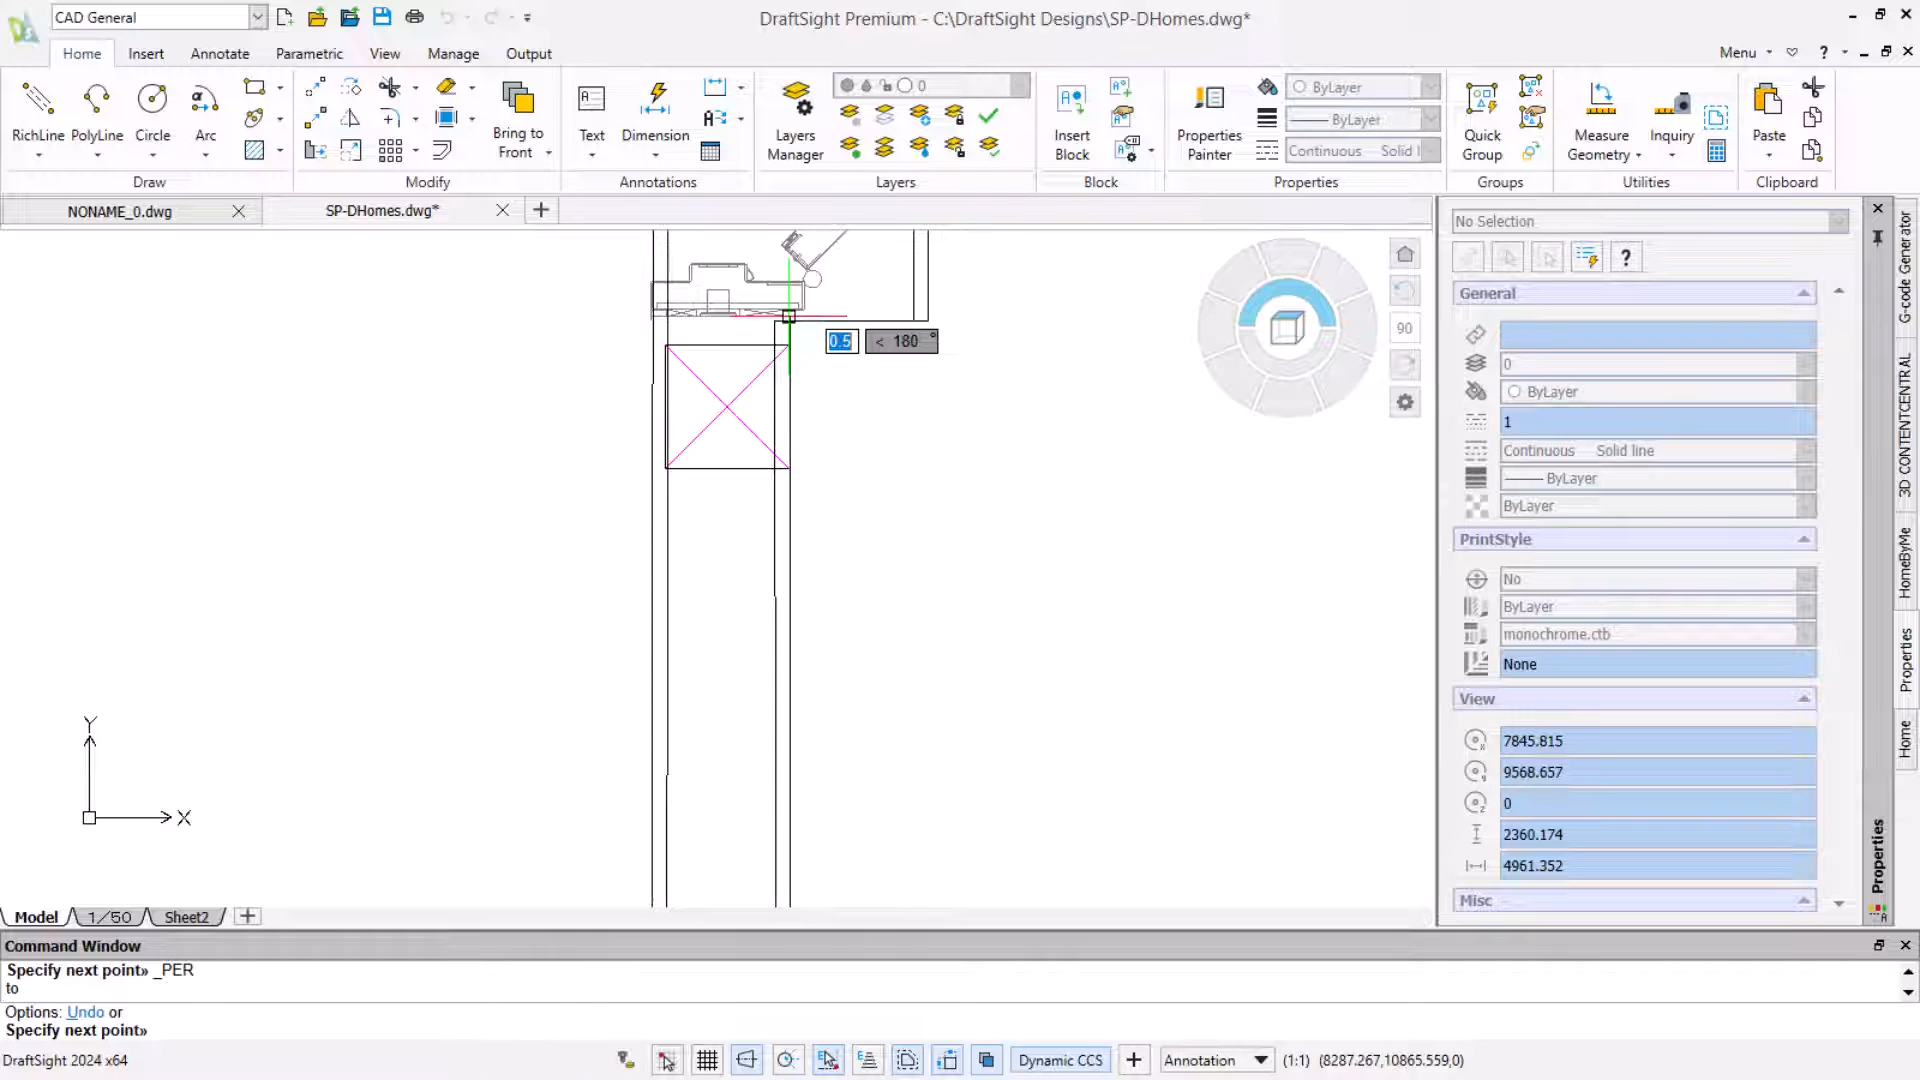 CAD General
DraftSight Premium - C:\DraftSight Designs\SP-DHomes.dwg*
Home Insert Annotate Parametric View Manage Output
Menu ?
RichLine PolyLine Circle Arc
Bring to Front
Text Dimension
Layers Manager
0
Insert Block
Properties Painter
ByLayer
ByLayer
Continuous Solid l
Quick Group
Measure Geometry
Inquiry
Paste
Draw Modify Annotations Layers Block Properties Groups Utilities Clipboard
NONAME_0.dwg SP-DHomes.dwg*
0.5 < 180 °
90
Y
X
No Selection
?
General
0
ByLayer
1
Continuous Solid line
ByLayer
ByLayer
PrintStyle
No
ByLayer
monochrome.ctb
None
View
7845.815
9568.657
0
2360.174
4961.352
Misc
G-code Generator
3D CONTENTCENTRAL
HomeByMe
Properties
Home
Properties
Model 1/50 Sheet2
Command Window
Specify next point» _PER
to
Options: Undo or
Specify next point»
DraftSight 2024 x64
Dynamic CCS
Annotation
(1:1) (8287.267,10865.559,0)